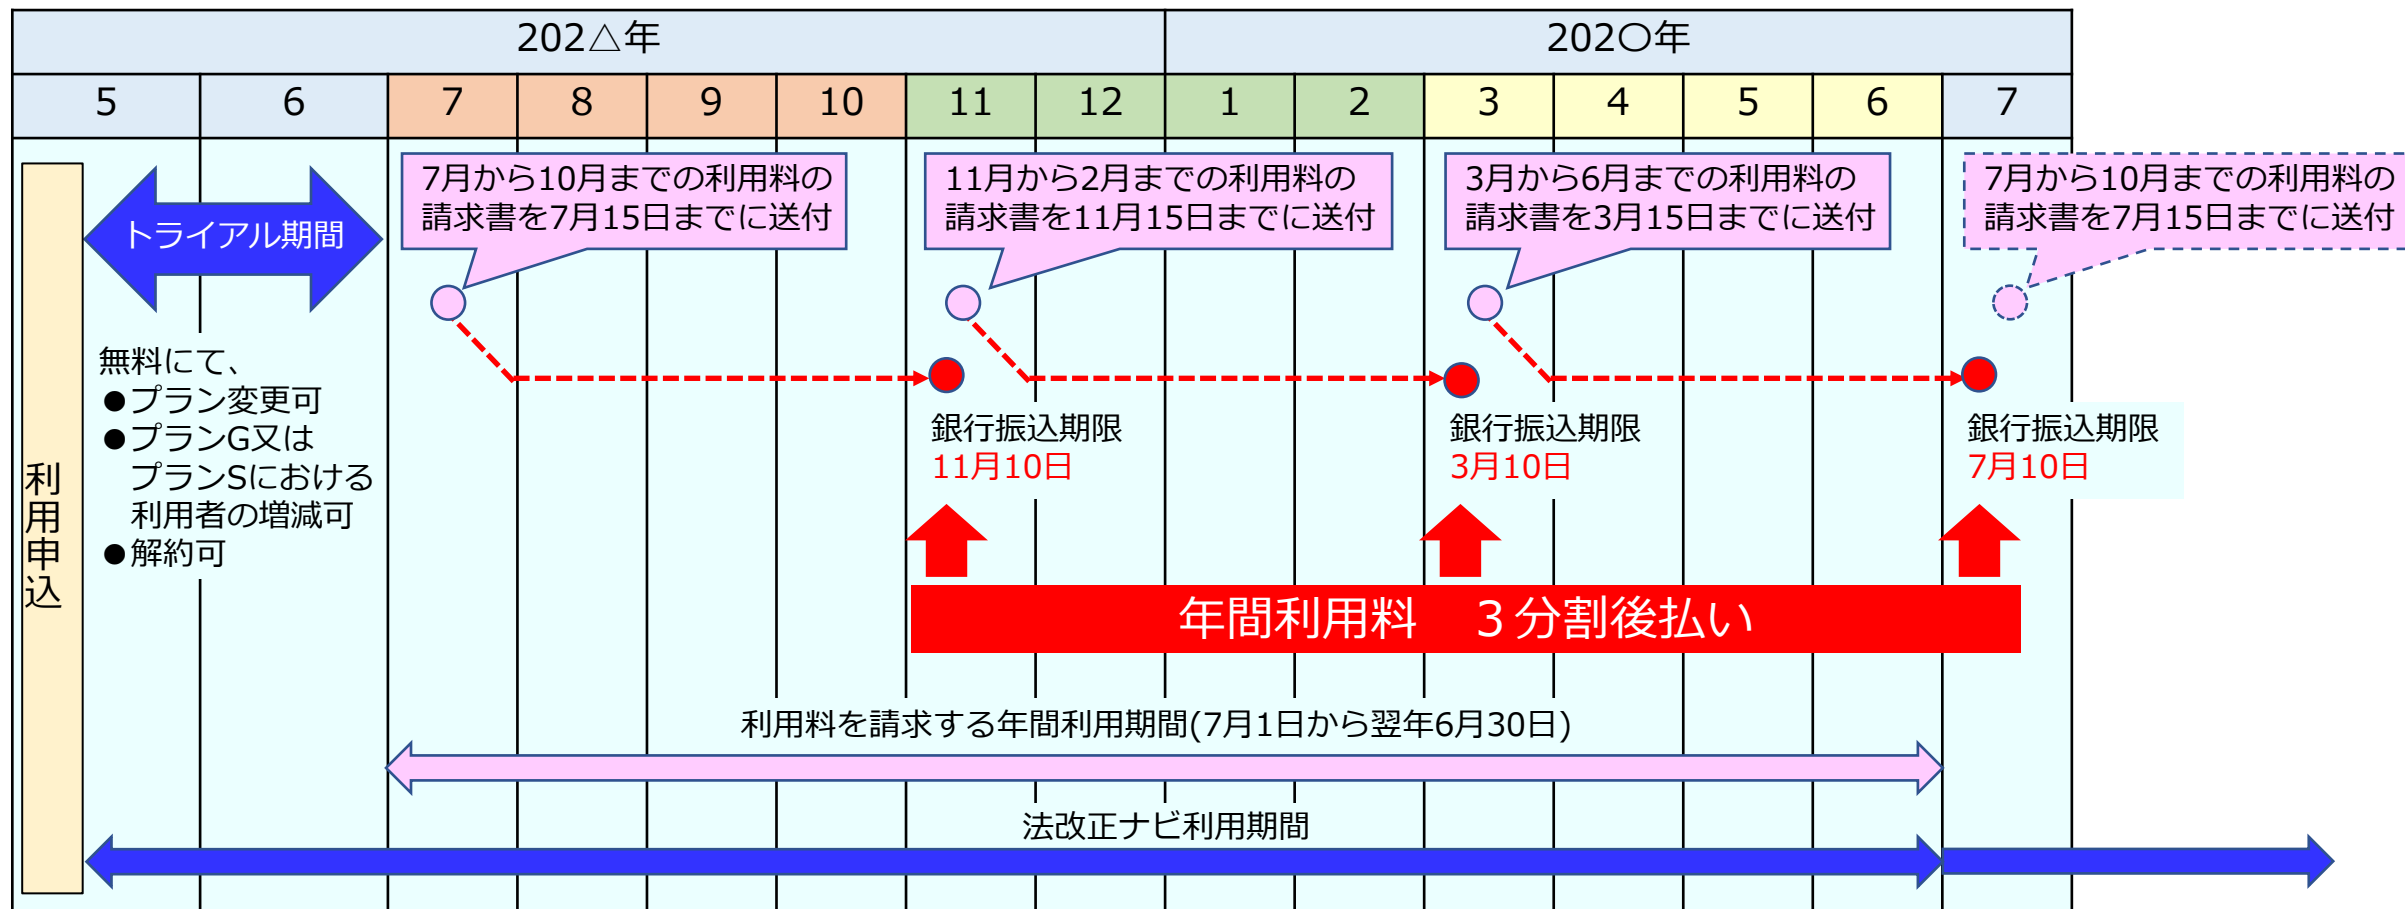 202△年
202〇年
5
6
7
8
9
10
11
12
1
2
3
4
5
6
7
利用申込
トライアル期間
無料にて、
●プラン変更可
●プランG又は
プランSにおける
利用者の増減可
●解約可
7月から10月までの利用料の
請求書を7月15日までに送付
11月から2月までの利用料の
請求書を11月15日までに送付
3月から6月までの利用料の
請求書を3月15日までに送付
7月から10月までの利用料の
請求書を7月15日までに送付
銀行振込期限
11月10日
銀行振込期限
3月10日
銀行振込期限
7月10日
年間利用料　３分割後払い
利用料を請求する年間利用期間(7月1日から翌年6月30日)
法改正ナビ利用期間